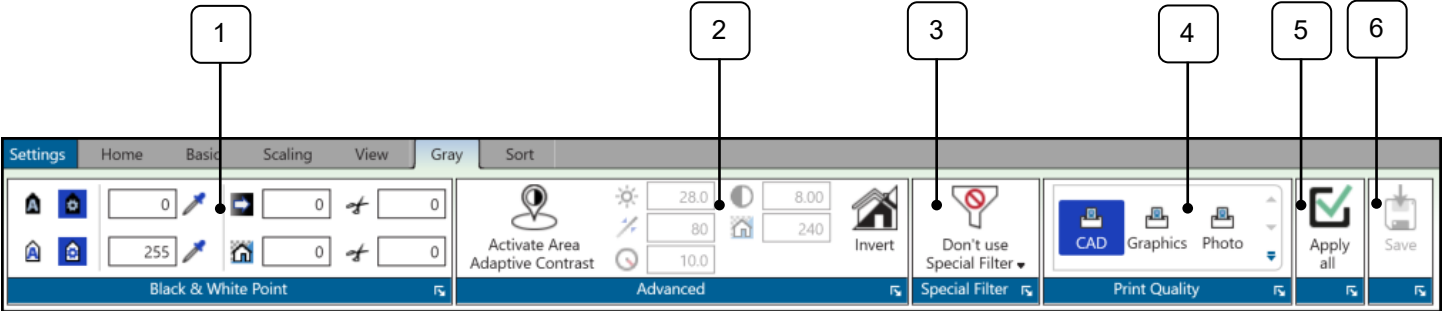 1 2 3 4 5 6
Settings Home Basic Scaling View Gray Sort
A 0 0 0 28.0 8.00
80 240
A 255 0 0 Activate Area Adaptive Contrast 10.0 Invert Don't use Special Filter CAD Graphics Photo Apply all Save
Black & White Point Advanced Special Filter Print Quality